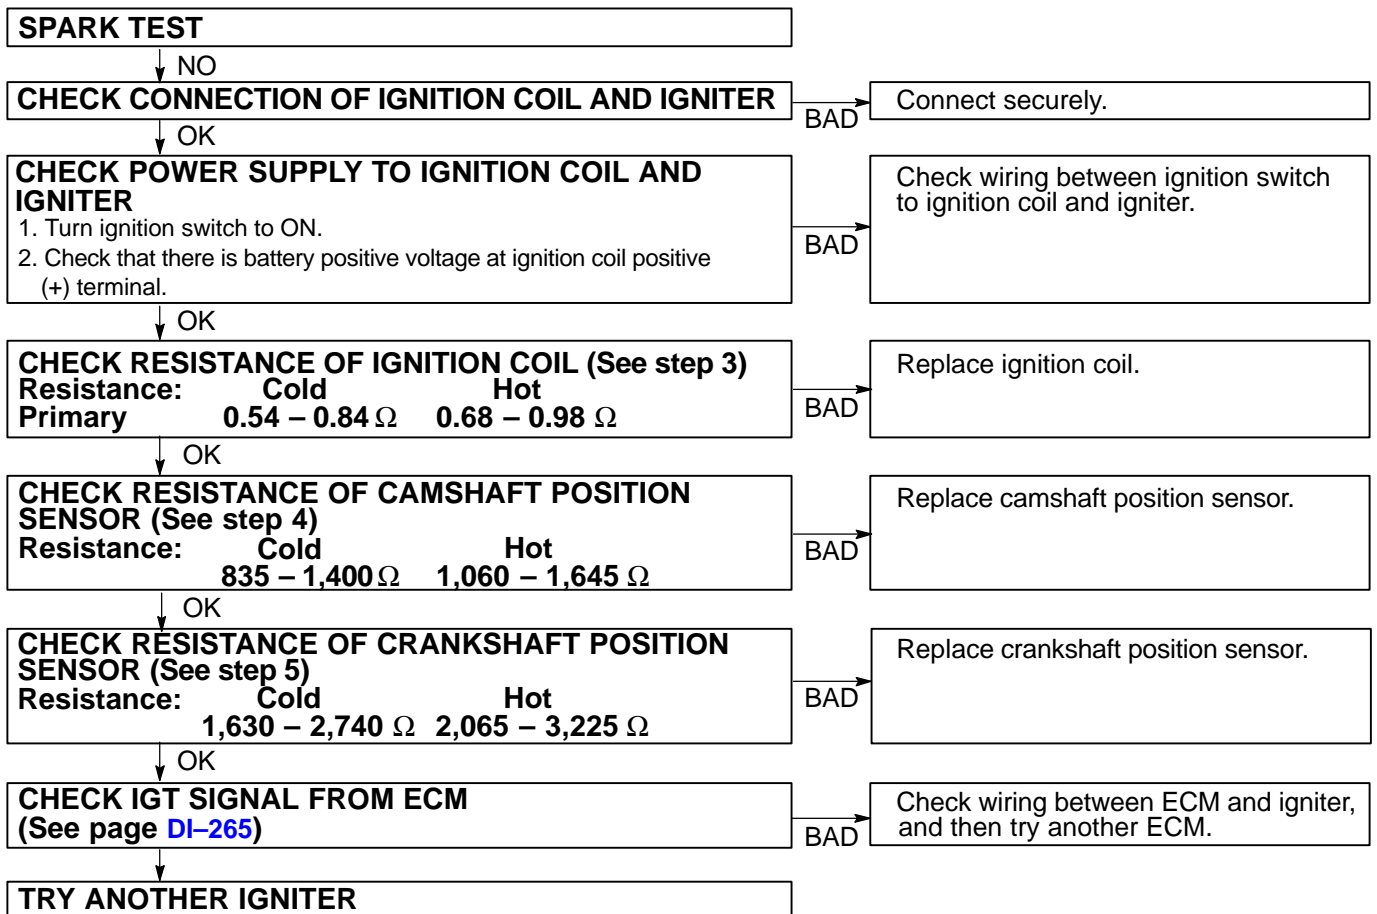 SPARK TEST
NO
CHECK CONNECTION OF IGNITION COIL AND IGNITER
BAD
Connect securely.
OK
CHECK POWER SUPPLY TO IGNITION COIL AND
IGNITER
1. Turn ignition switch to ON.
2. Check that there is battery positive voltage at ignition coil positive
(+) terminal.
BAD
Check wiring between ignition switch
to ignition coil and igniter.
OK
CHECK RESISTANCE OF IGNITION COIL (See step 3)
Resistance: Cold Hot
Primary 0.54 – 0.84 Ω 0.68 – 0.98 Ω
BAD
Replace ignition coil.
OK
CHECK RESISTANCE OF CAMSHAFT POSITION
SENSOR (See step 4)
Resistance: Cold Hot
835 – 1,400 Ω 1,060 – 1,645 Ω
BAD
Replace camshaft position sensor.
OK
CHECK RESISTANCE OF CRANKSHAFT POSITION
SENSOR (See step 5)
Resistance: Cold Hot
1,630 – 2,740 Ω 2,065 – 3,225 Ω
BAD
Replace crankshaft position sensor.
OK
CHECK IGT SIGNAL FROM ECM
(See page DI–265)
BAD
Check wiring between ECM and igniter,
and then try another ECM.
TRY ANOTHER IGNITER